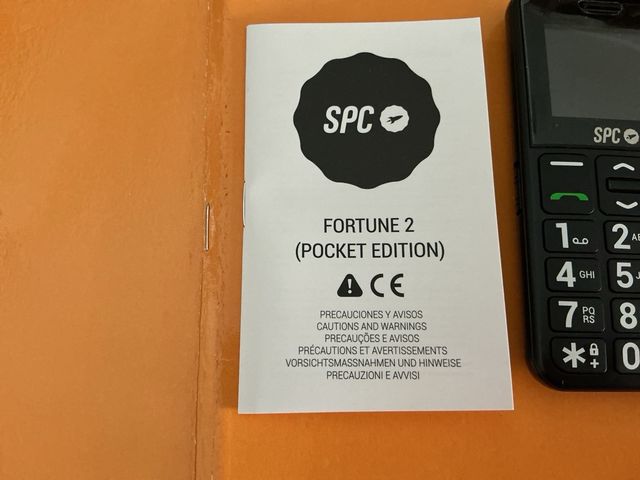 SPC
FORTUNE 2
(POCKET EDITION)
CE
PRECAUCIONES Y AVISOS
CAUTIONS AND WARNINGS
PRECAUÇÕES E AVISOS
PRÉCAUTIONS ET AVERTISSEMENTS
VORSICHTSMASSNAHMEN UND HINWEISE
PRECAUZIONI E AVVISI
SPC
1 2
4 GHI 5
7 PQRS 8
* + 0